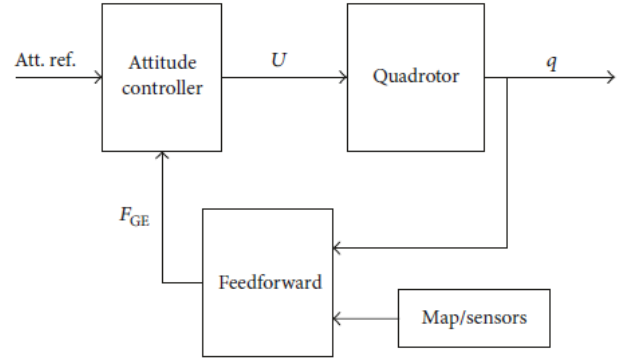 Att. ref.
Attitude
controller
U
Quadrotor
q
F_GE
Feedforward
Map/sensors